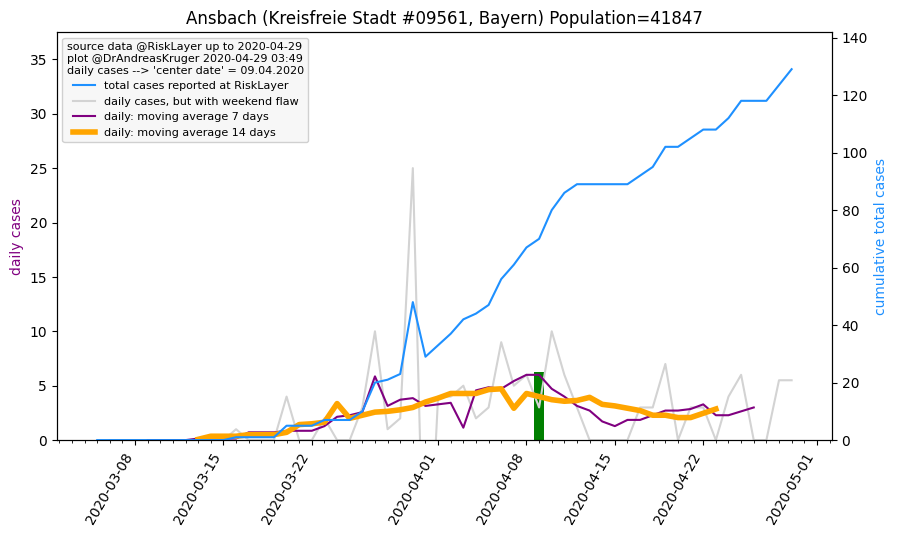 Ansbach (Kreisfreie Stadt #09561, Bayern) Population=41847
source data @RiskLayer up to 2020-04-29
plot @DrAndreasKruger 2020-04-29 03:49
daily cases --> 'center date' = 09.04.2020
total cases reported at RiskLayer
daily cases, but with weekend flaw
daily: moving average 7 days
daily: moving average 14 days
daily cases
35
30
25
20
15
10
5
0
cumulative total cases
140
120
100
80
60
40
20
0
2020-03-08
2020-03-15
2020-03-22
2020-04-01
2020-04-08
2020-04-15
2020-04-22
2020-05-01